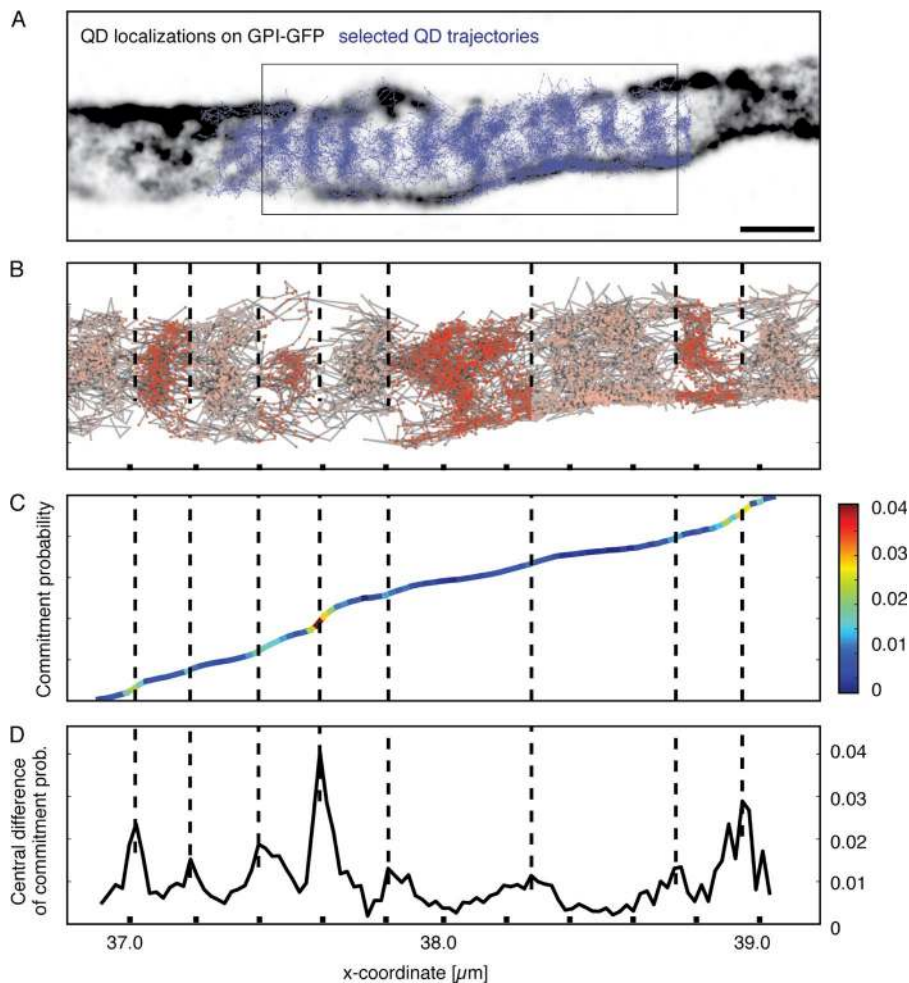 A
QD localizations on GPI-GFP selected QD trajectories
B
C
Commitment probability
0.04
0.03
0.02
0.01
0
D
Central difference
of commitment prob.
0.04
0.03
0.02
0.01
0
37.0 38.0 39.0
x-coordinate [µm]